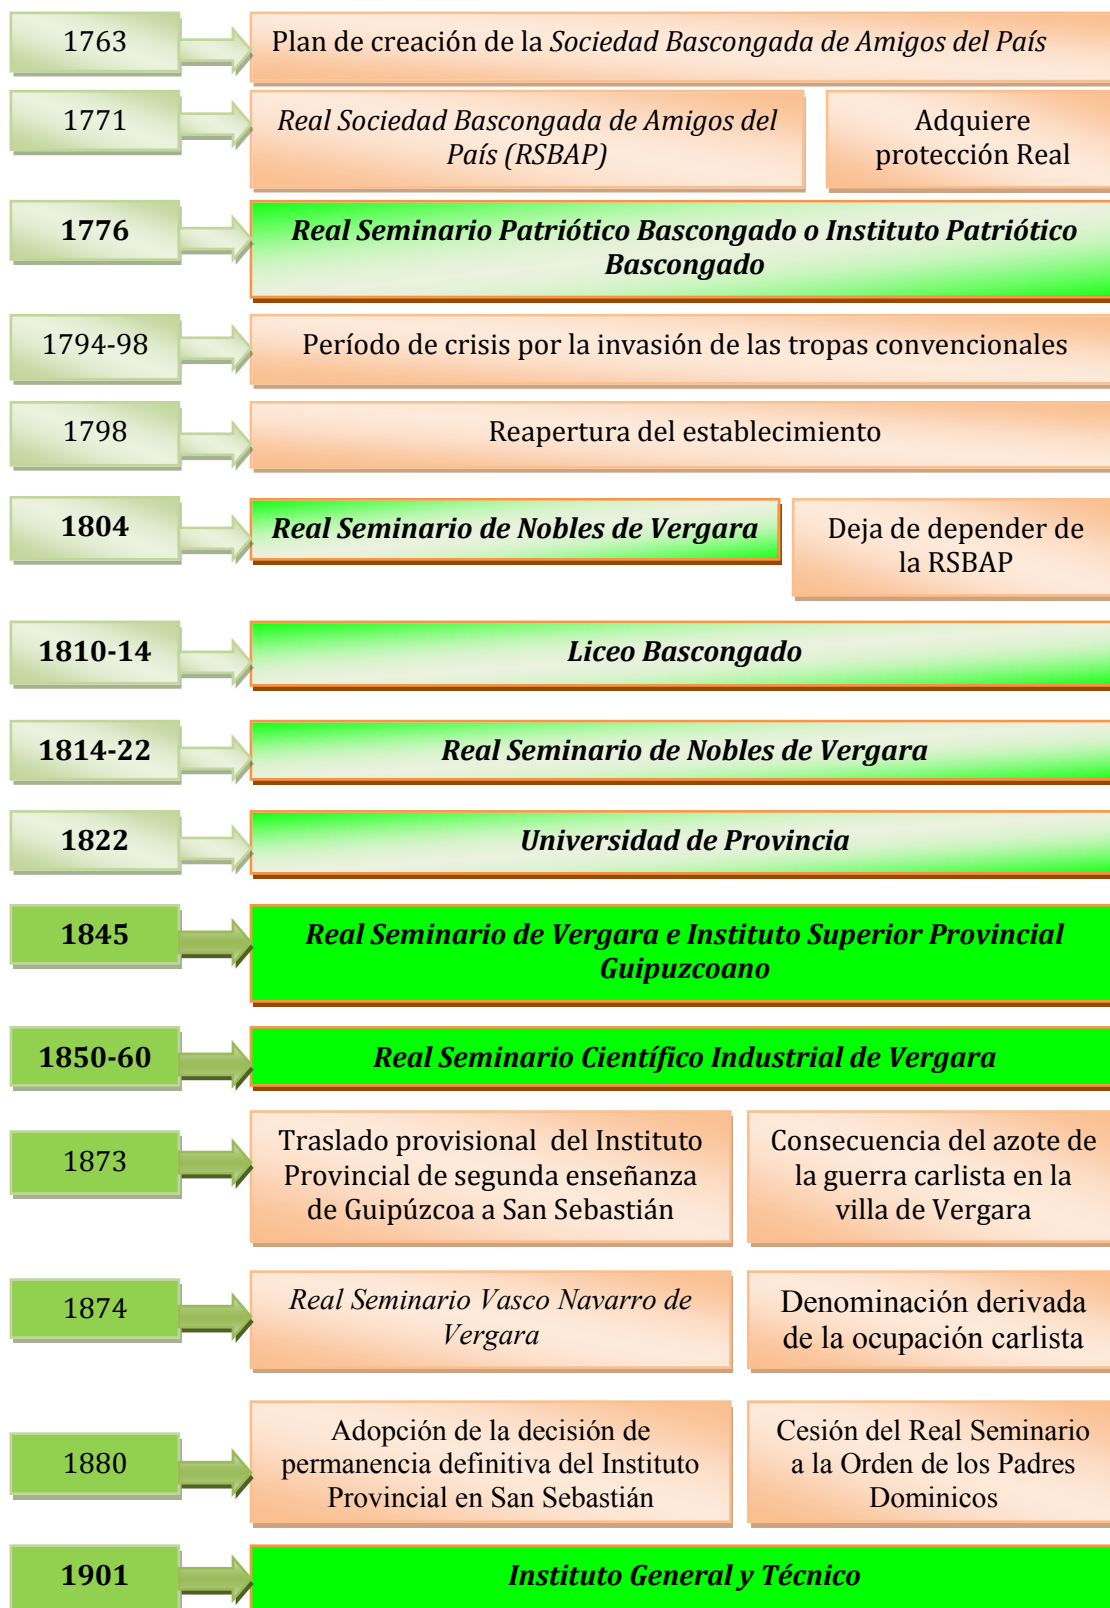 1763
Plan de creación de la Sociedad Bascongada de Amigos del País
1771
Real Sociedad Bascongada de Amigos del
País (RSBAP)
Adquiere
protección Real
1776
Real Seminario Patriótico Bascongado o Instituto Patriótico
Bascongado
1794-98
Período de crisis por la invasión de las tropas convencionales
1798
Reapertura del establecimiento
1804
Real Seminario de Nobles de Vergara
Deja de depender de
la RSBAP
1810-14
Liceo Bascongado
1814-22
Real Seminario de Nobles de Vergara
1822
Universidad de Provincia
1845
Real Seminario de Vergara e Instituto Superior Provincial
Guipuzcoano
1850-60
Real Seminario Científico Industrial de Vergara
1873
Traslado provisional del Instituto
Provincial de segunda enseñanza
de Guipúzcoa a San Sebastián
Consecuencia del azote de
la guerra carlista en la
villa de Vergara
1874
Real Seminario Vasco Navarro de
Vergara
Denominación derivada
de la ocupación carlista
1880
Adopción de la decisión de
permanencia definitiva del Instituto
Provincial en San Sebastián
Cesión del Real Seminario
a la Orden de los Padres
Dominicos
1901
Instituto General y Técnico